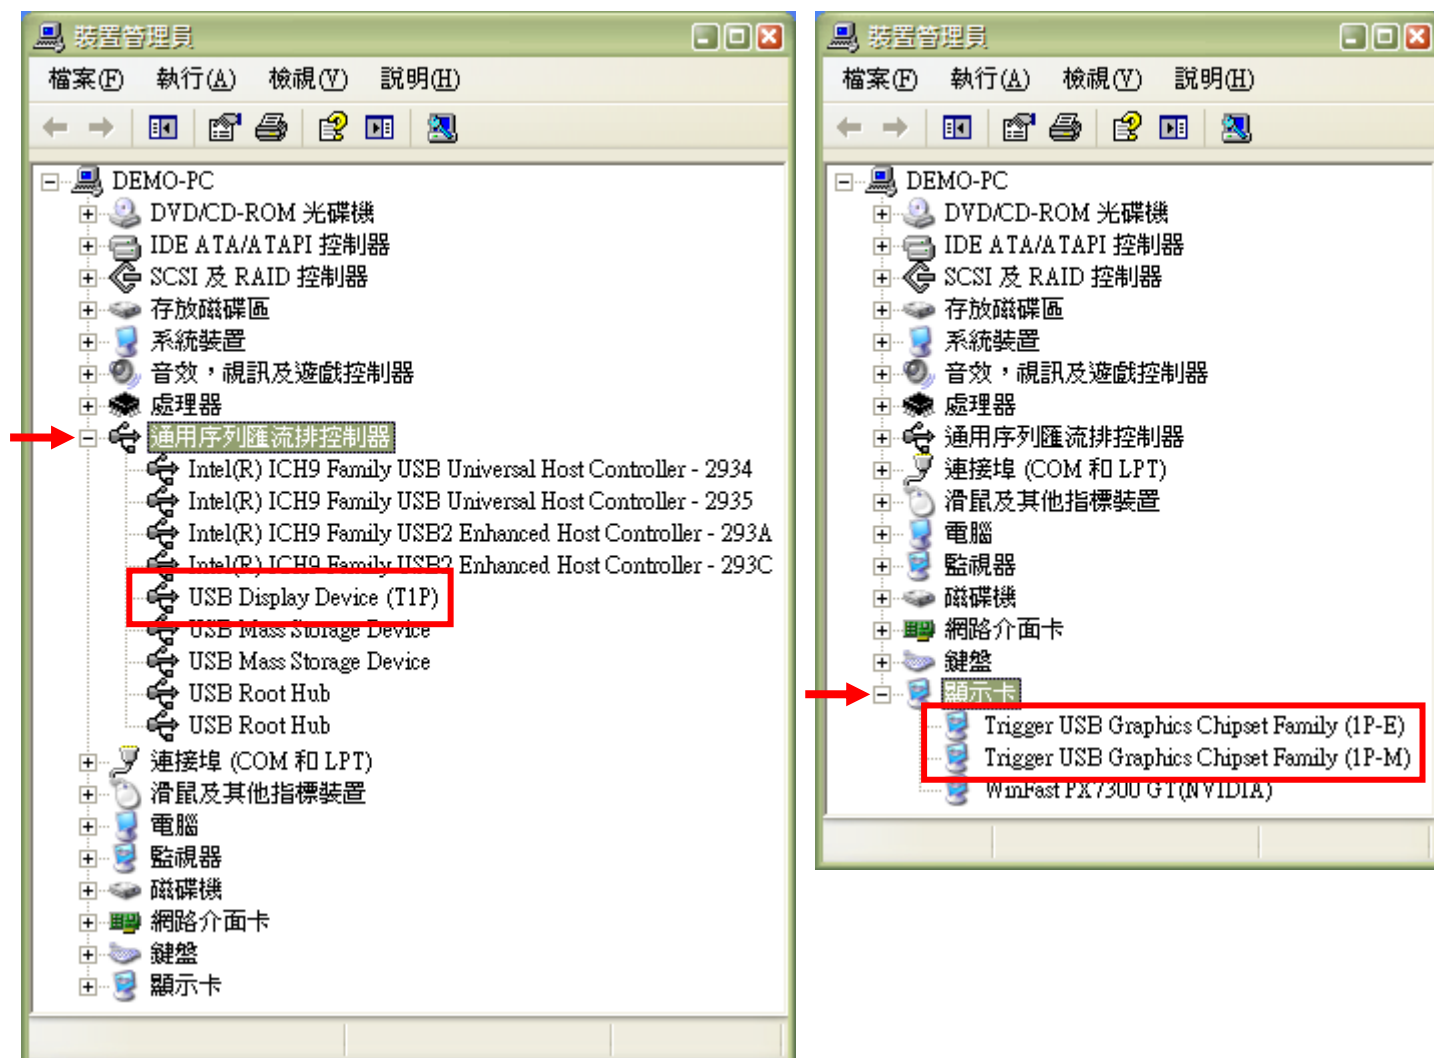 裝置管理員
檔案(F) 執行(A) 檢視(V) 說明(H)
DEMO-PC
DVD/CD-ROM 光碟機
IDE ATA/ATAPI 控制器
SCSI 及 RAID 控制器
存放磁碟區
系統裝置
音效，視訊及遊戲控制器
處理器
通用序列匯流排控制器
Intel(R) ICH9 Family USB Universal Host Controller - 2934
Intel(R) ICH9 Family USB Universal Host Controller - 2935
Intel(R) ICH9 Family USB2 Enhanced Host Controller - 293A
Intel(R) ICH9 Family USB2 Enhanced Host Controller - 293C
USB Display Device (T1P)
USB Mass Storage Device
USB Mass Storage Device
USB Root Hub
USB Root Hub
連接埠 (COM 和 LPT)
滑鼠及其他指標裝置
電腦
監視器
磁碟機
網路介面卡
鍵盤
顯示卡
裝置管理員
檔案(F) 執行(A) 檢視(V) 說明(H)
DEMO-PC
DVD/CD-ROM 光碟機
IDE ATA/ATAPI 控制器
SCSI 及 RAID 控制器
存放磁碟區
系統裝置
音效，視訊及遊戲控制器
處理器
通用序列匯流排控制器
連接埠 (COM 和 LPT)
滑鼠及其他指標裝置
電腦
監視器
磁碟機
網路介面卡
鍵盤
顯示卡
Trigger USB Graphics Chipset Family (1P-E)
Trigger USB Graphics Chipset Family (1P-M)
WinFast PX7300 GT(NVIDIA)